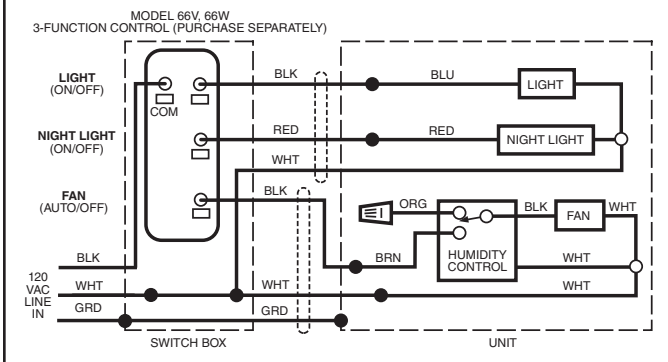 MODEL 66V, 66W
3-FUNCTION CONTROL (PURCHASE SEPARATELY)
LIGHT
(ON/OFF)
COM
BLK
BLU
LIGHT
NIGHT LIGHT
(ON/OFF)
RED
RED
NIGHT LIGHT
WHT
FAN
(AUTO/OFF)
BLK
ORG
BLK
FAN
WHT
BRN
HUMIDITY
CONTROL
WHT
BLK
120
VAC
LINE
IN
WHT
WHT
WHT
GRD
GRD
SWITCH BOX
UNIT